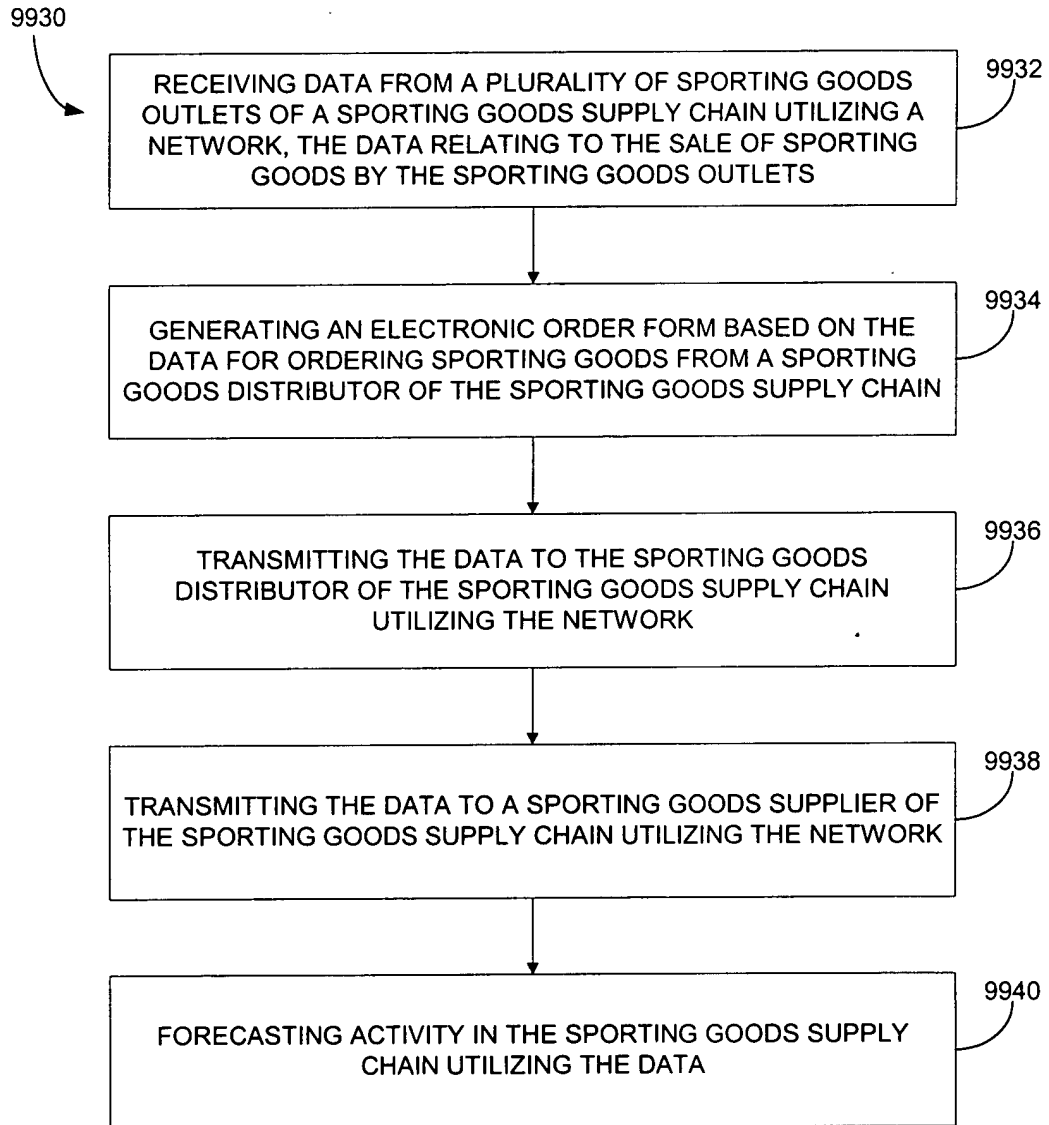 9930
RECEIVING DATA FROM A PLURALITY OF SPORTING GOODS
OUTLETS OF A SPORTING GOODS SUPPLY CHAIN UTILIZING A
NETWORK, THE DATA RELATING TO THE SALE OF SPORTING
GOODS BY THE SPORTING GOODS OUTLETS
9932
GENERATING AN ELECTRONIC ORDER FORM BASED ON THE
DATA FOR ORDERING SPORTING GOODS FROM A SPORTING
GOODS DISTRIBUTOR OF THE SPORTING GOODS SUPPLY CHAIN
9934
TRANSMITTING THE DATA TO THE SPORTING GOODS
DISTRIBUTOR OF THE SPORTING GOODS SUPPLY CHAIN
UTILIZING THE NETWORK
9936
TRANSMITTING THE DATA TO A SPORTING GOODS SUPPLIER OF
THE SPORTING GOODS SUPPLY CHAIN UTILIZING THE NETWORK
9938
FORECASTING ACTIVITY IN THE SPORTING GOODS SUPPLY
CHAIN UTILIZING THE DATA
9940